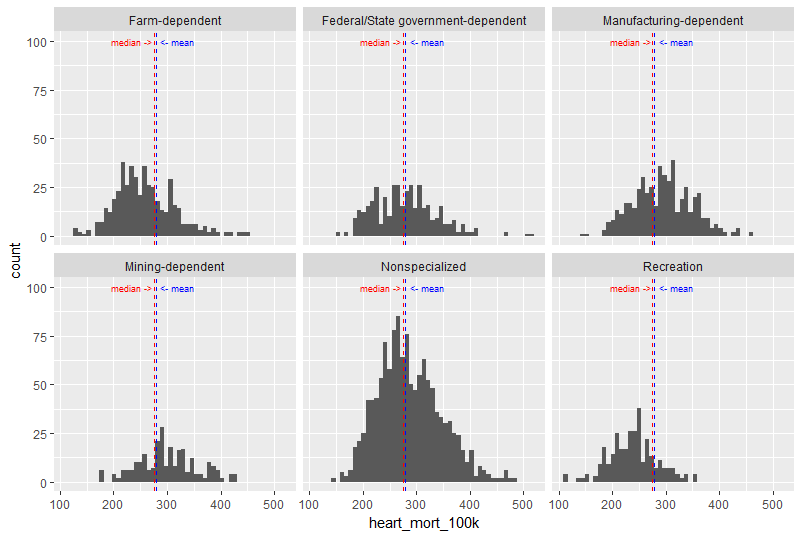 Farm-dependent
Federal/State government-dependent
Manufacturing-dependent
100
75
50
25
0
median -> <- mean
median -> <- mean
median -> <- mean
Mining-dependent
Nonspecialized
Recreation
100
75
50
25
0
median -> <- mean
median -> <- mean
median -> <- mean
100 200 300 400 500
100 200 300 400 500
100 200 300 400 500
count
heart_mort_100k